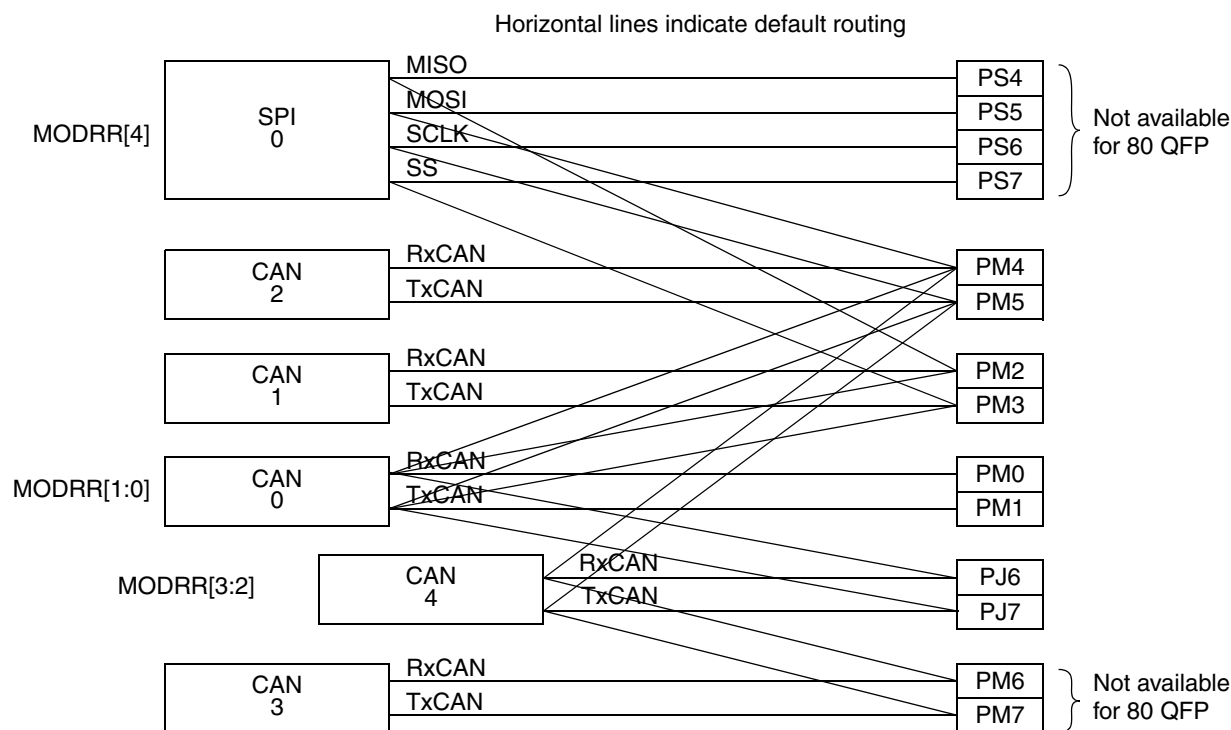 Horizontal lines indicate default routing
MODRR[4]
SPI
0
MISO
MOSI
SCLK
SS
PS4
PS5
PS6
PS7
Not available
for 80 QFP
CAN
2
RxCAN
TxCAN
PM4
PM5
CAN
1
RxCAN
TxCAN
PM2
PM3
MODRR[1:0]
CAN
0
RxCAN
TxCAN
PM0
PM1
MODRR[3:2]
CAN
4
RxCAN
TxCAN
PJ6
PJ7
CAN
3
RxCAN
TxCAN
PM6
PM7
Not available
for 80 QFP